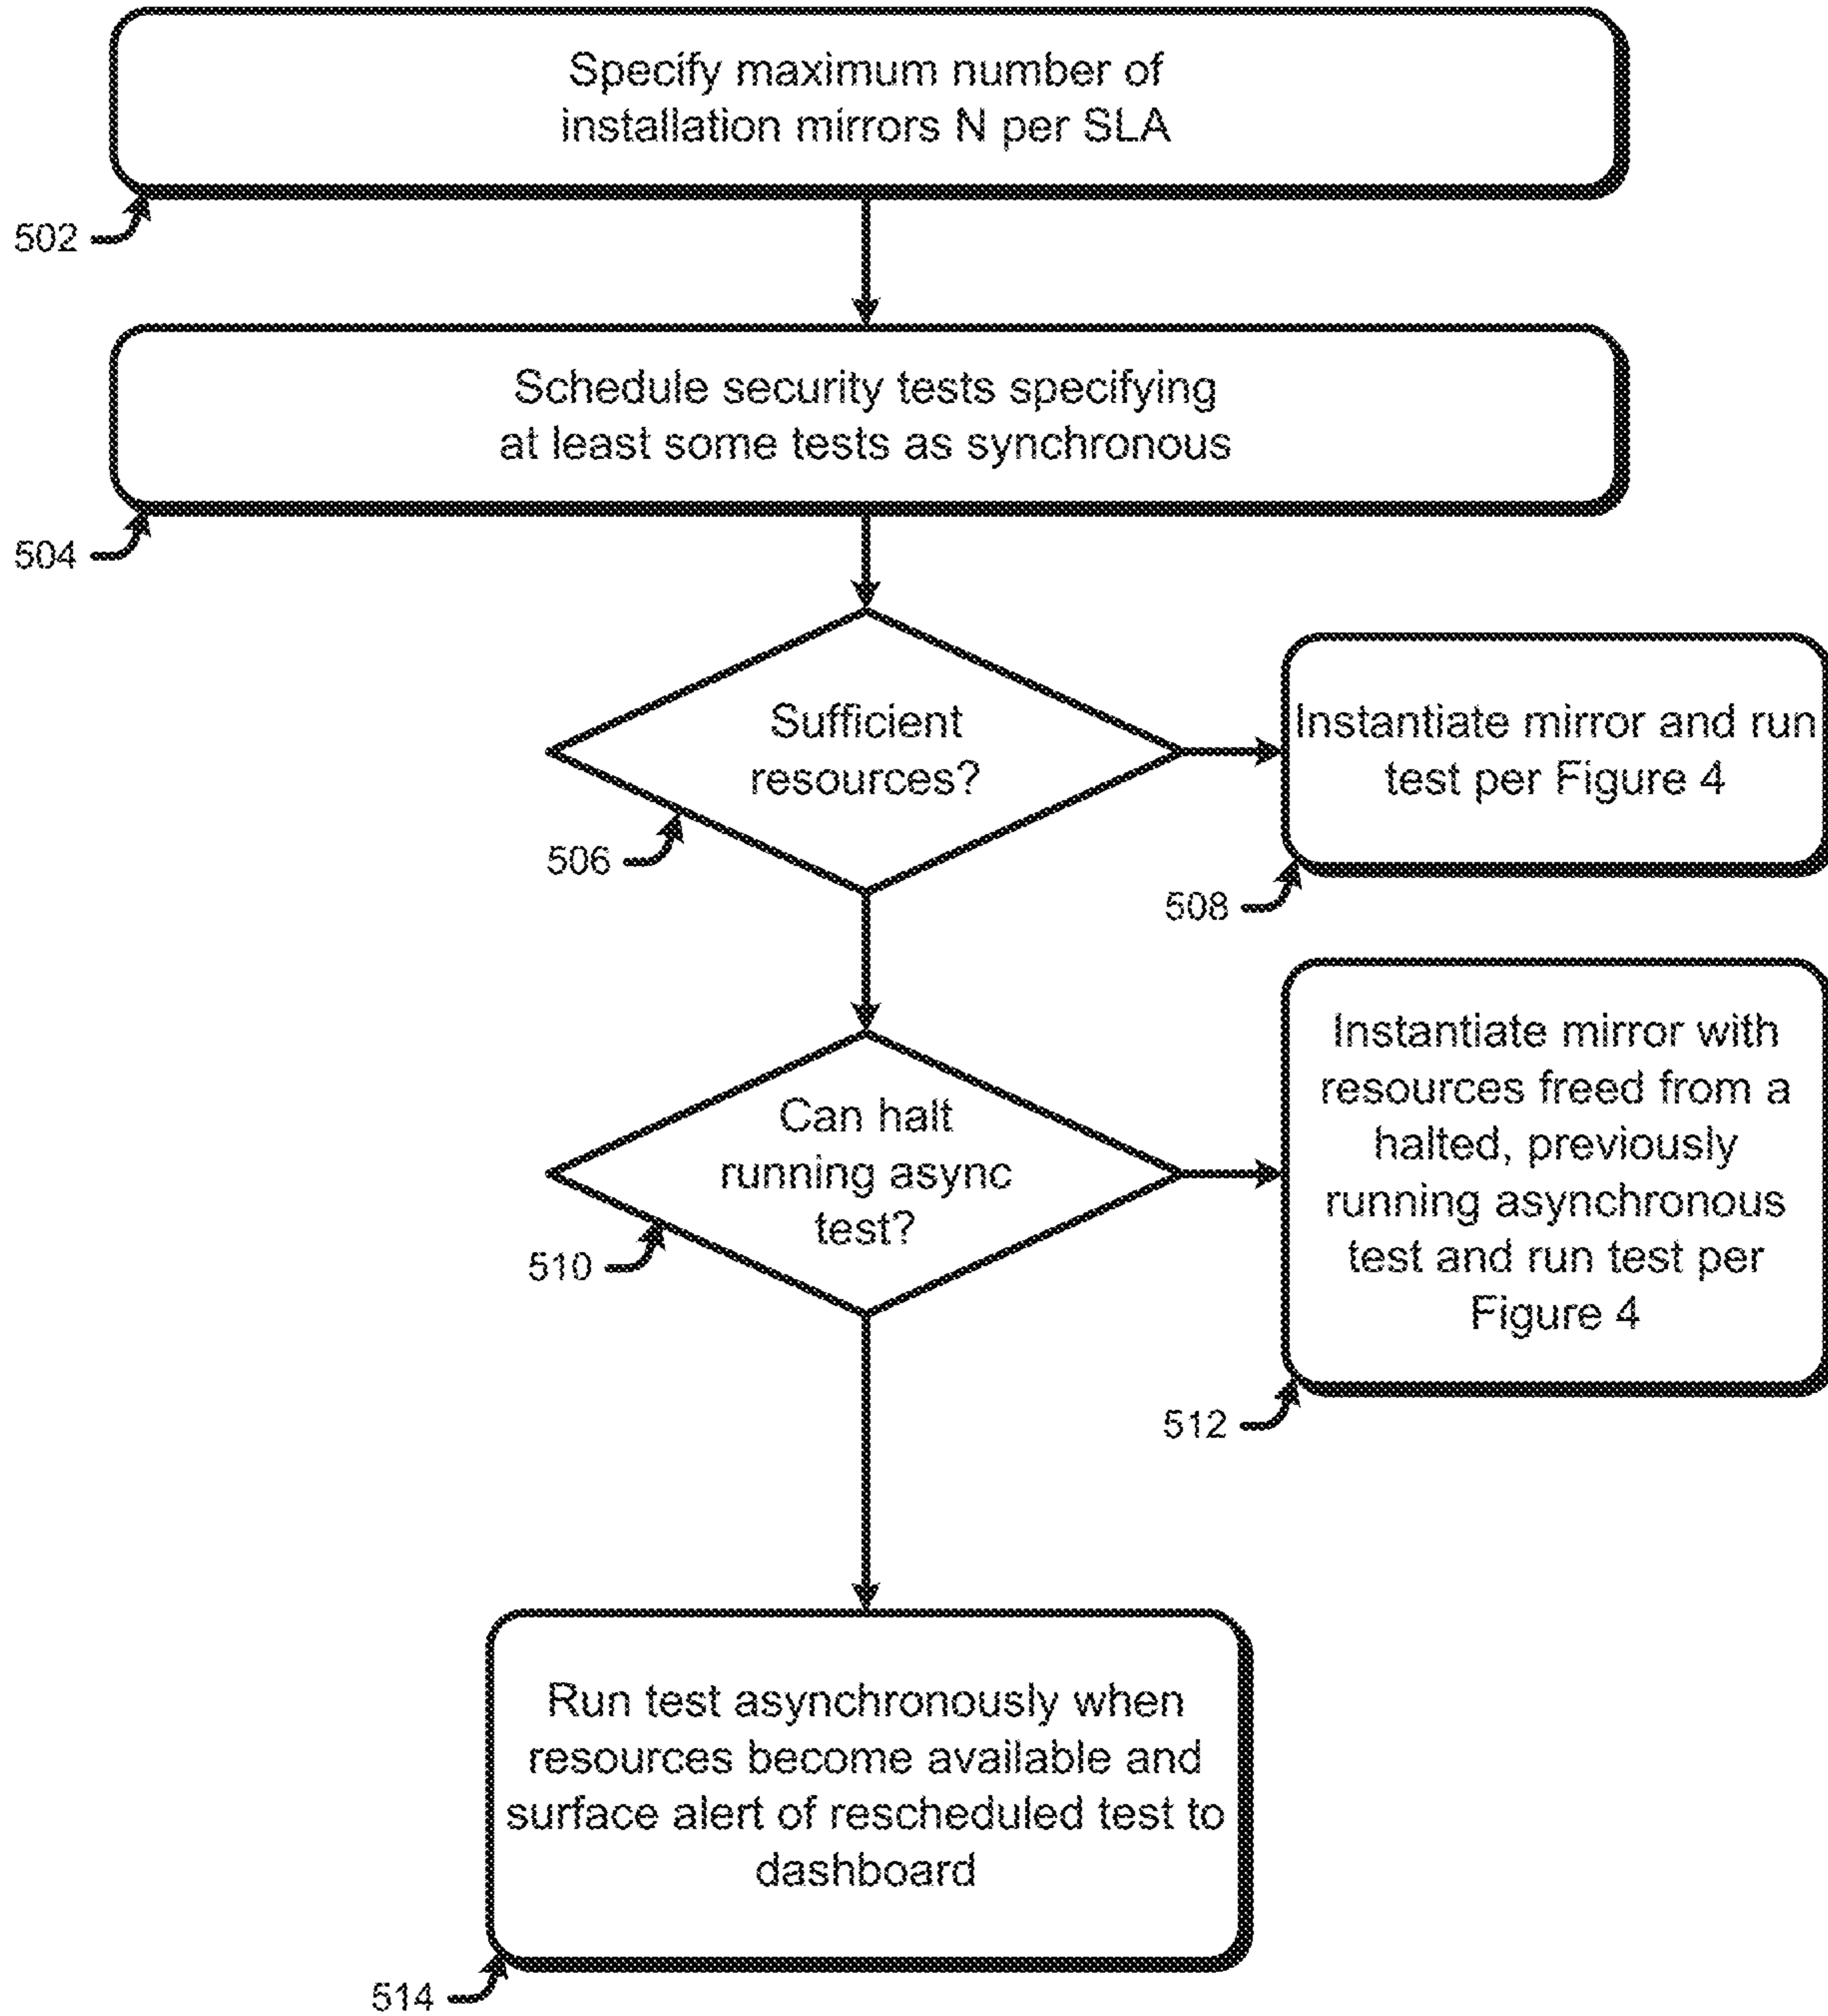 Specify maximum number of
installation mirrors N per SLA
502
Schedule security tests specifying
at least some tests as synchronous
504
Sufficient
resources?
506
Instantiate mirror and run
test per Figure 4
508
Can halt
running async
test?
510
Instantiate mirror with
resources freed from a
halted, previously
running asynchronous
test and run test per
Figure 4
512
Run test asynchronously when
resources become available and
surface alert of rescheduled test to
dashboard
514